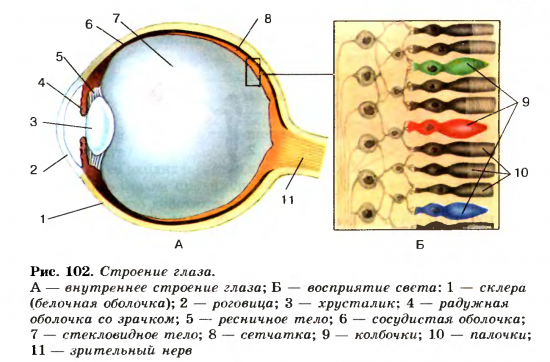 7
8
6
5
4
3
2
1
11
9
10
А
Б
Рис. 102. Строение глаза.
А — внутреннее строение глаза; Б — восприятие света: 1 — склера
(белочная оболочка); 2 — роговица; 3 — хрусталик; 4 — радужная
оболочка со зрачком; 5 — ресничное тело; 6 — сосудистая оболочка;
7 — стекловидное тело; 8 — сетчатка; 9 — колбочки; 10 — палочки;
11 — зрительный нерв